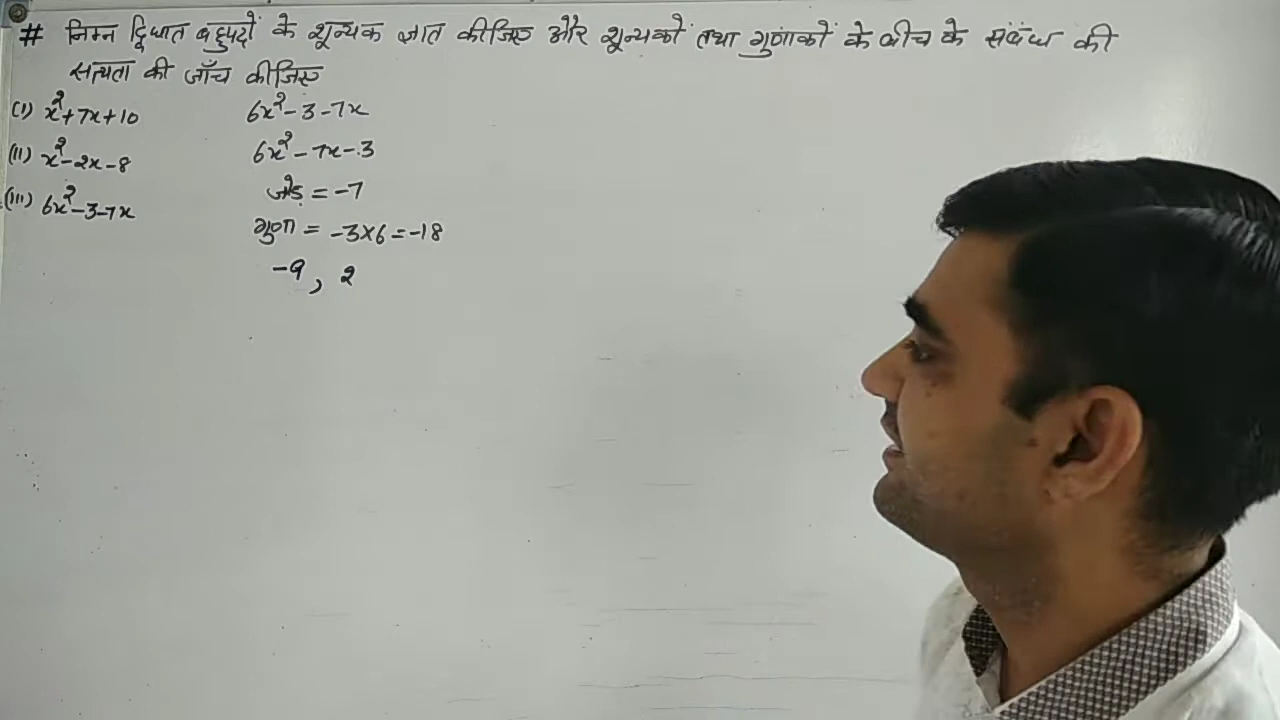 # निम्न द्विघात बहुपदों के शून्यक ज्ञात कीजिए और शून्यकों तथा गुणांकों के बीच के संबंध की
सत्यता की जाँच कीजिए
(i) x²+7x+10
(ii) x²-2x-8
(iii) 6x²-3-7x
6x²-3-7x
6x²-7x-3
जोड़ = -7
गुणा = -3×6=-18
-9, 2